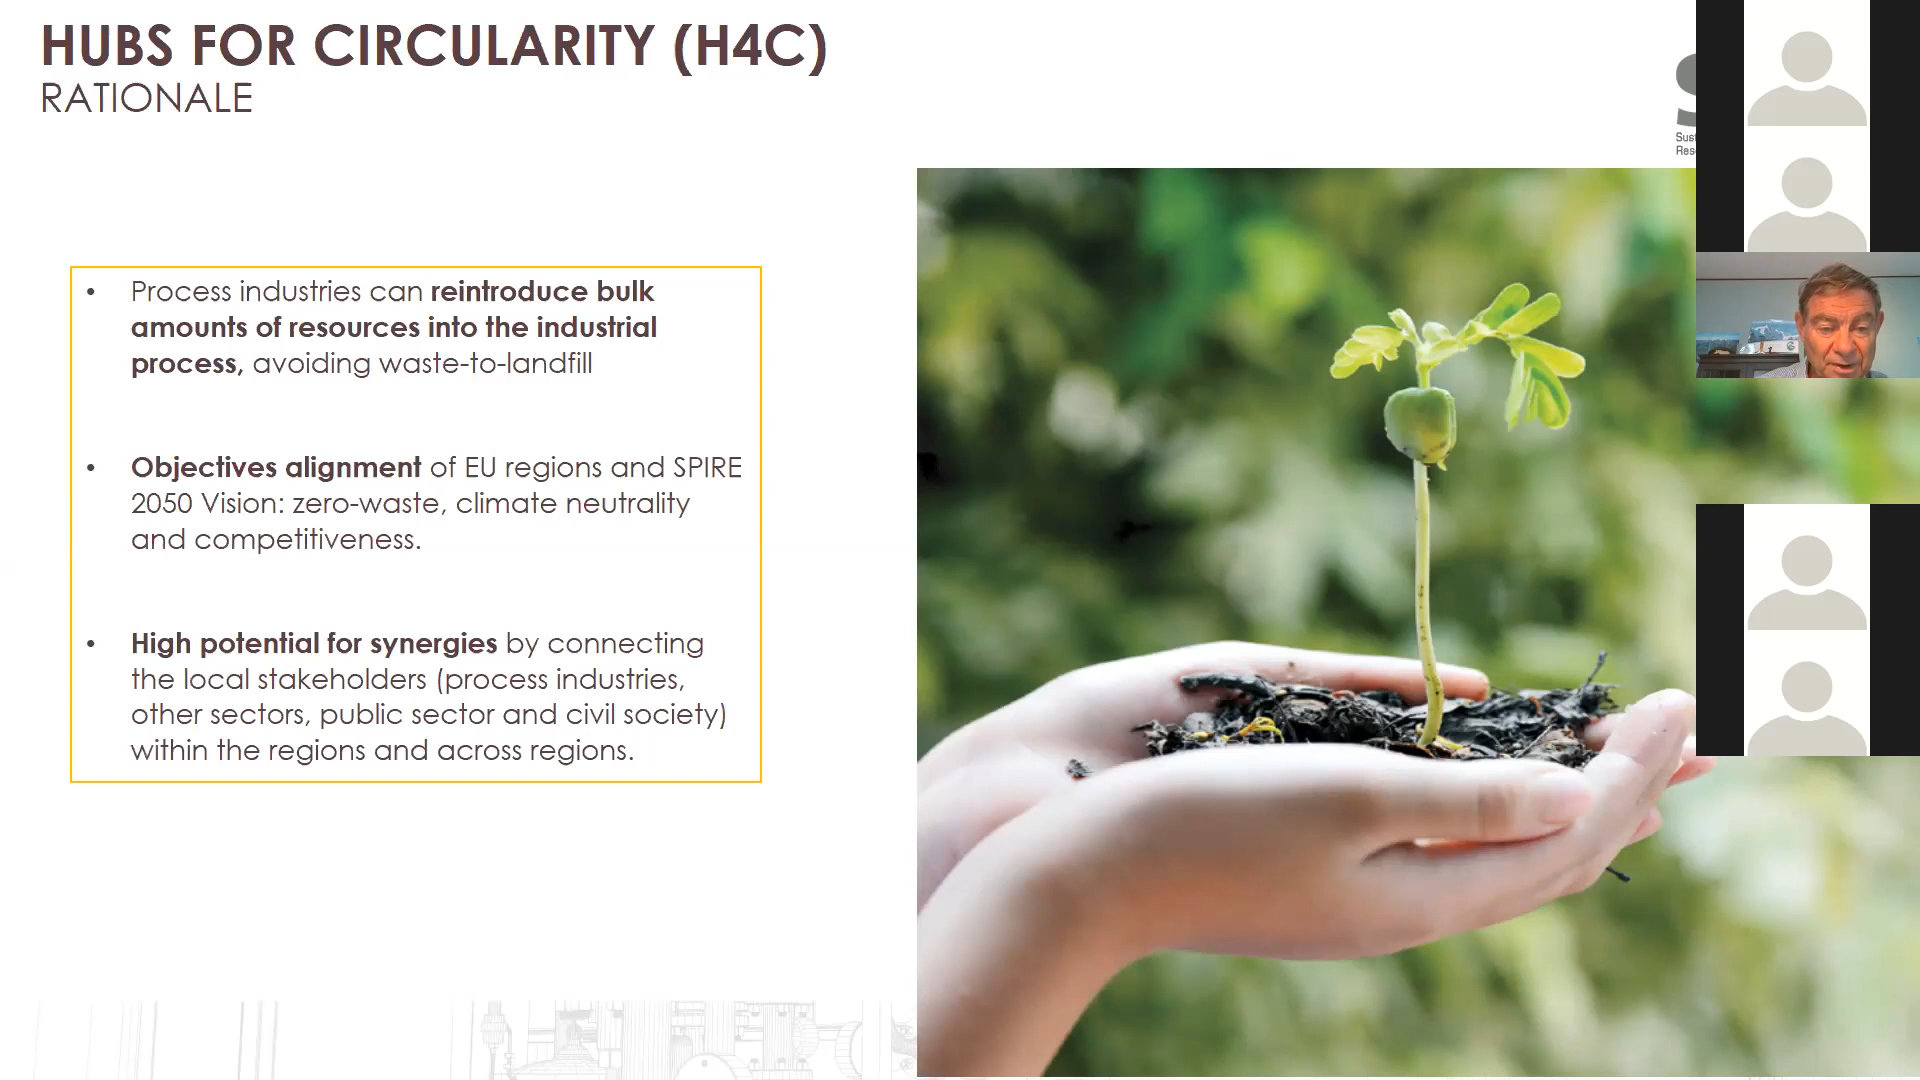 HUBS FOR CIRCULARITY (H4C)
RATIONALE
• Process industries can reintroduce bulk
amounts of resources into the industrial
process, avoiding waste-to-landfill
• Objectives alignment of EU regions and SPIRE
2050 Vision: zero-waste, climate neutrality
and competitiveness.
• High potential for synergies by connecting
the local stakeholders (process industries,
other sectors, public sector and civil society)
within the regions and across regions.